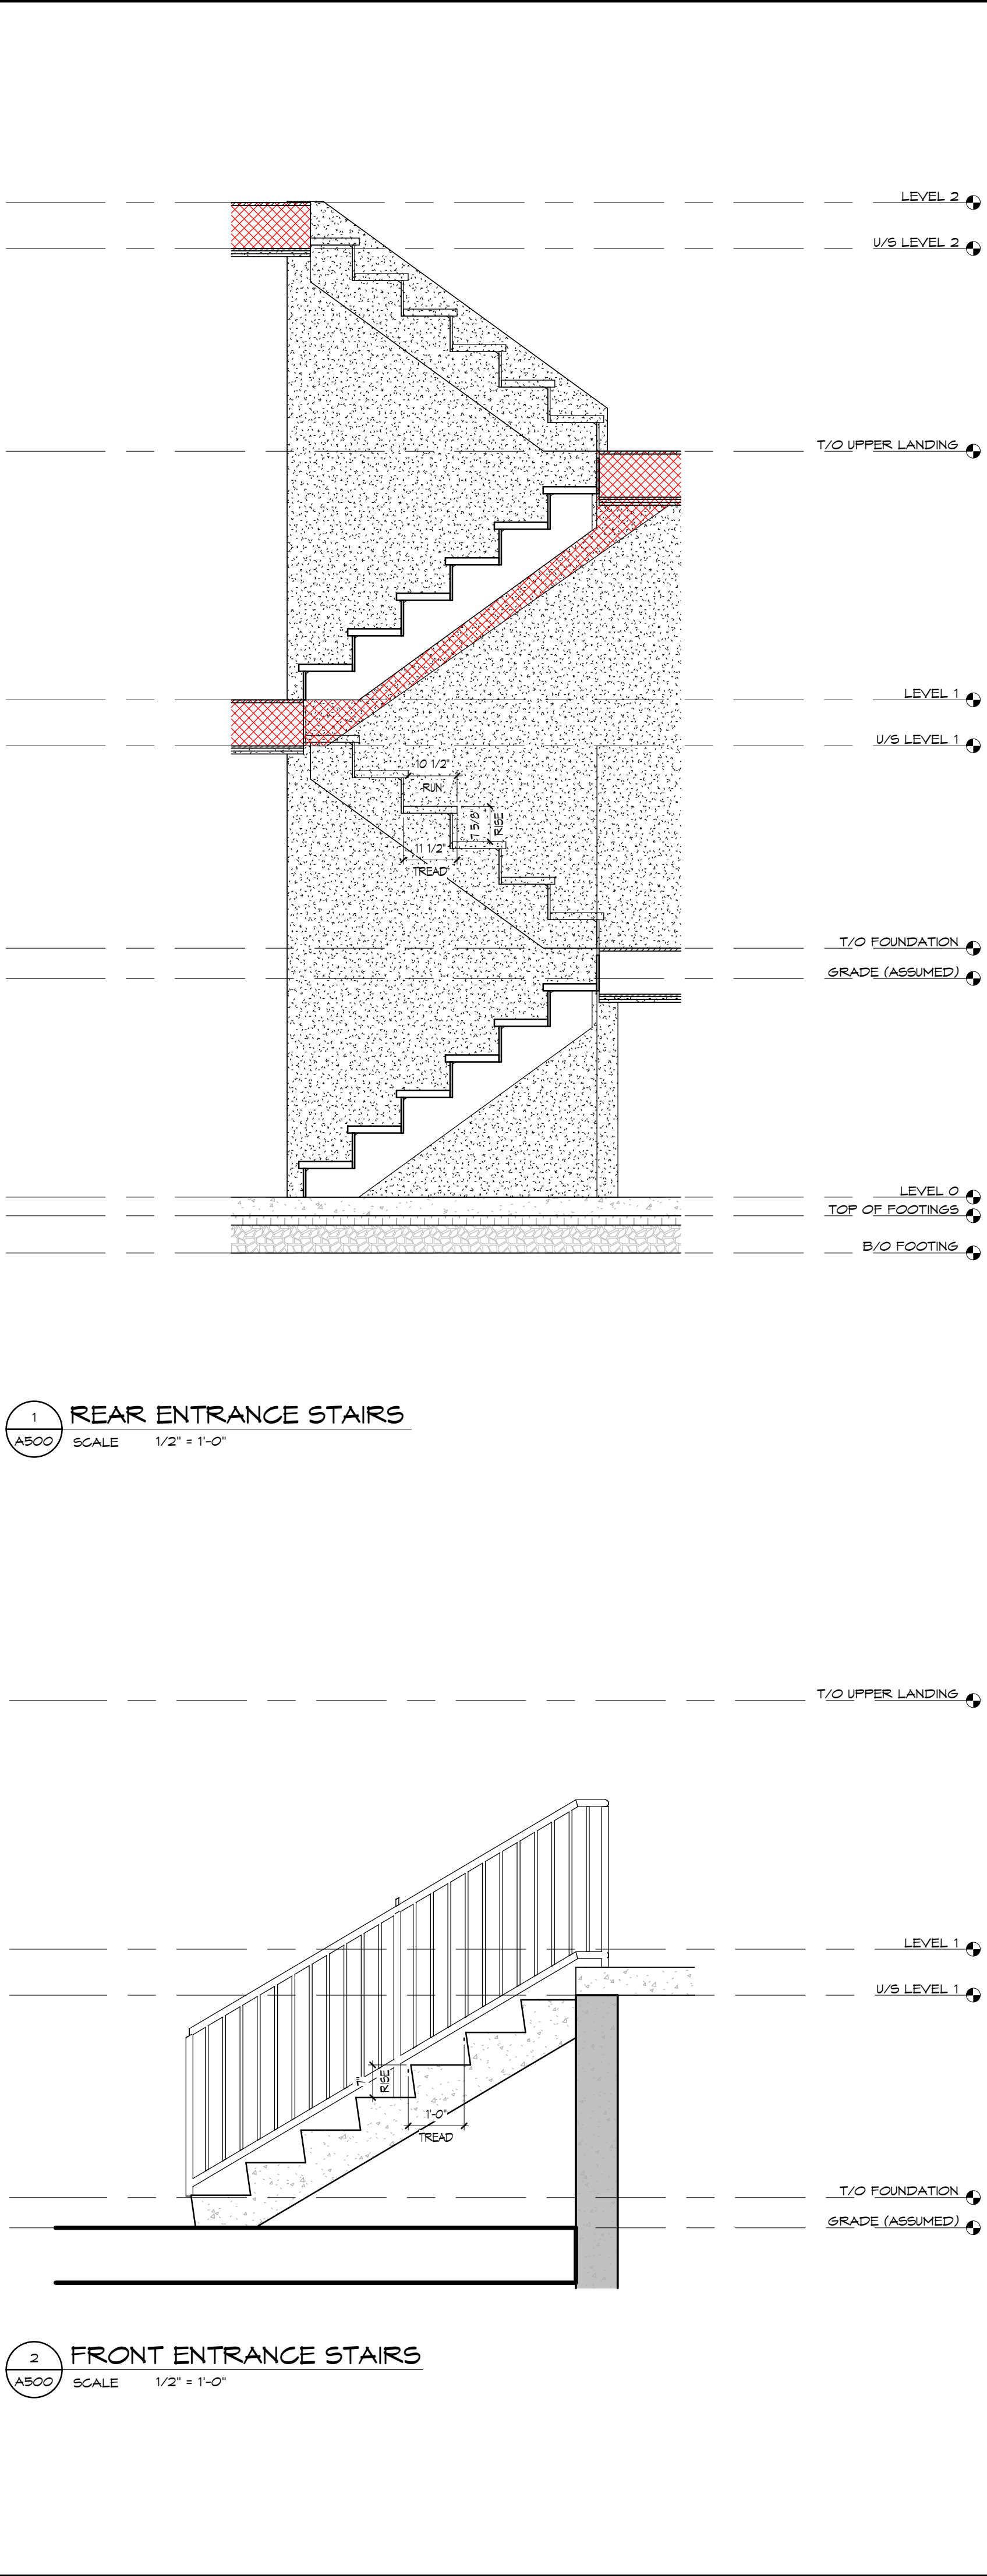 LEVEL 2
U/S LEVEL 2
T/O UPPER LANDING
LEVEL 1
U/S LEVEL 1
10 1/2"
RUN
7 5/8"
RISE
11 1/2"
TREAD
T/O FOUNDATION
GRADE (ASSUMED)
LEVEL 0
TOP OF FOOTINGS
B/O FOOTING
1
A500
REAR ENTRANCE STAIRS
SCALE 1/2" = 1'-0"
T/O UPPER LANDING
LEVEL 1
U/S LEVEL 1
7"
RISE
1'-0"
TREAD
T/O FOUNDATION
GRADE (ASSUMED)
2
A500
FRONT ENTRANCE STAIRS
SCALE 1/2" = 1'-0"